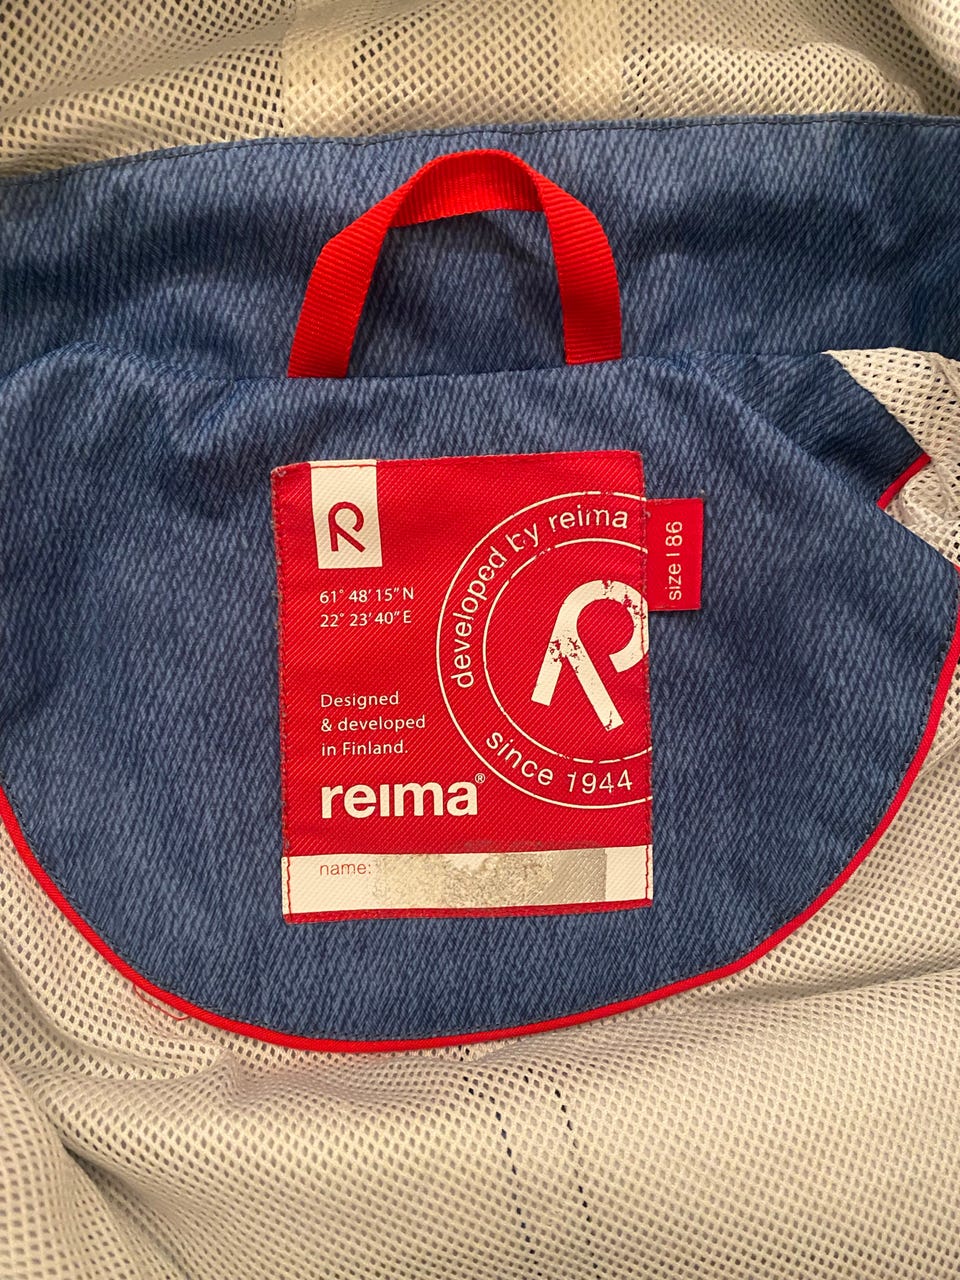 R
61° 48' 15" N
22° 23' 40" E
Designed
& developed
in Finland.
reima®
developed by reima
R
since 1944
name:
size | 86